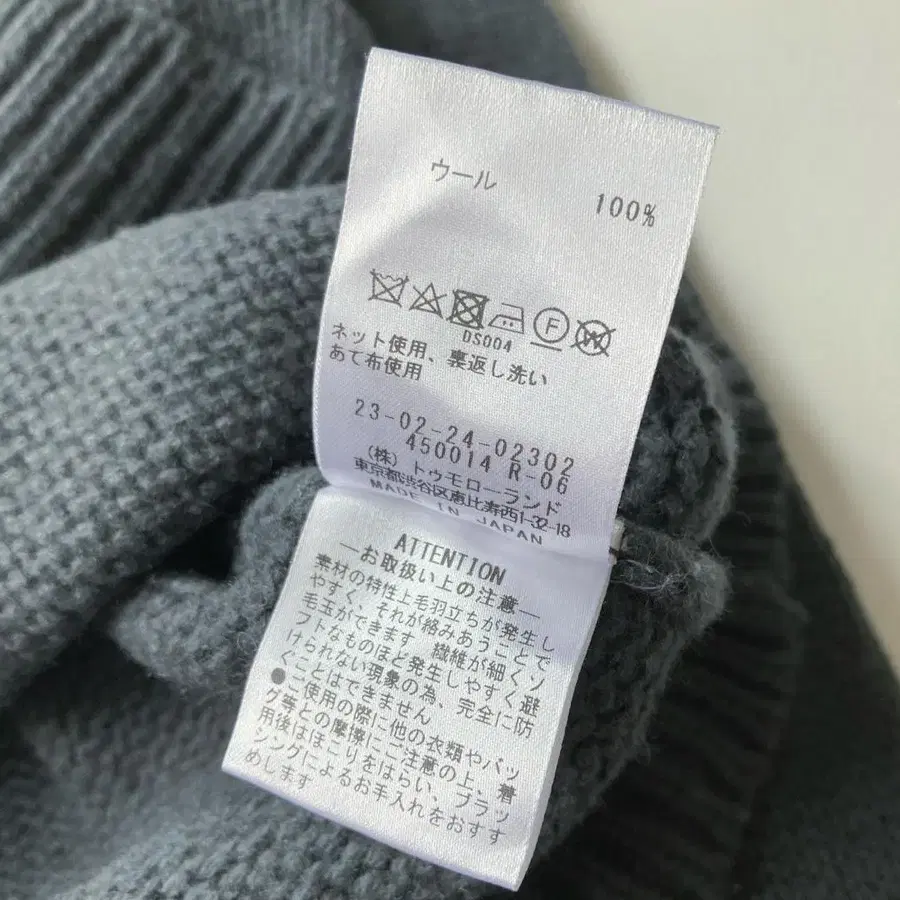 ウール
100%
F
W
DS004
ネット使用、裏返し洗い
あて布使用
23-02-24-02302
450014 R-06
(株) トゥモローランド
東京都渋谷区恵比寿西1-32-18
MADE IN JAPAN
ATTENTION
―お取扱い上の注意―
素材の特性上毛羽立ちが発生し
やすく、それが絡みあうことで
毛玉ができます。繊維が細くソ
フトなものほど発生しやすく避
けられない現象の為、完全に防
ぐことはできません。
●ご使用の際に他の衣類やバッ
グ等との摩擦にご注意の上、着
用後はほこりをはらい、ブラッ
シングによるお手入れをおすす
めします